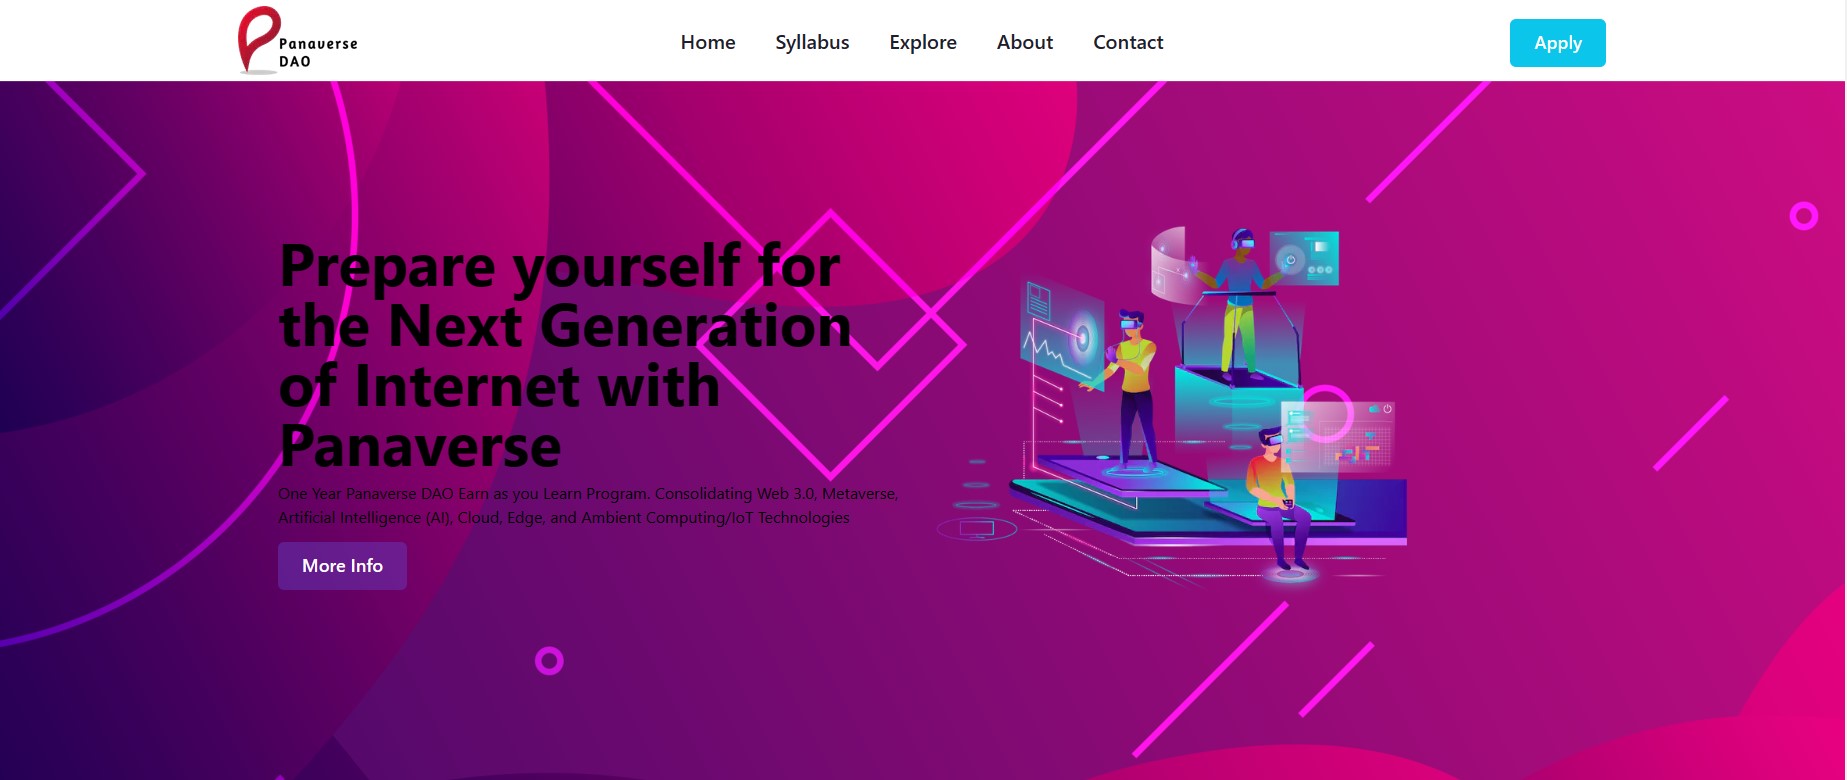 Panaverse
DAO
Home
Syllabus
Explore
About
Contact
Apply
Prepare yourself for
the Next Generation
of Internet with
Panaverse
One Year Panaverse DAO Earn as you Learn Program. Consolidating Web 3.0, Metaverse,
Artificial Intelligence (AI), Cloud, Edge, and Ambient Computing/IoT Technologies
More Info